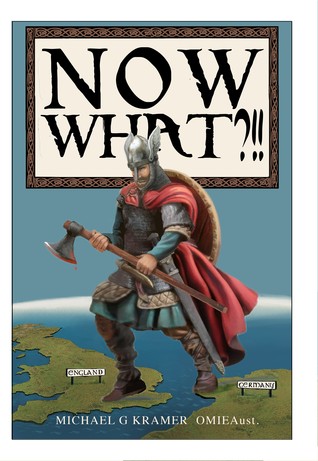 NOW
WHAT?!!
ENGLAND
GERMANY
MICHAEL G KRAMER OMIEAust.